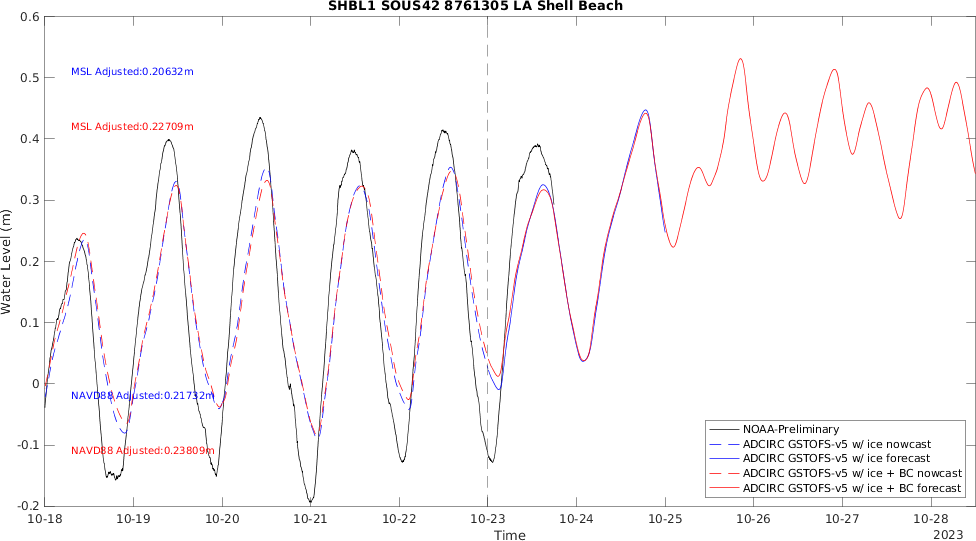 SHBL1 SOUS42 8761305 LA Shell Beach
0.6
0.5
0.4
0.3
0.2
0.1
0
-0.1
-0.2
Water Level (m)
MSL Adjusted:0.20632m
MSL Adjusted:0.22709m
NAVD88 Adjusted:0.21732m
NAVD88 Adjusted:0.23809m
NOAA-Preliminary
ADCIRC GSTOFS-v5 w/ ice nowcast
ADCIRC GSTOFS-v5 w/ ice forecast
ADCIRC GSTOFS-v5 w/ ice + BC nowcast
ADCIRC GSTOFS-v5 w/ ice + BC forecast
10-18 10-19 10-20 10-21 10-22 10-23 10-24 10-25 10-26 10-27 10-28
Time
2023